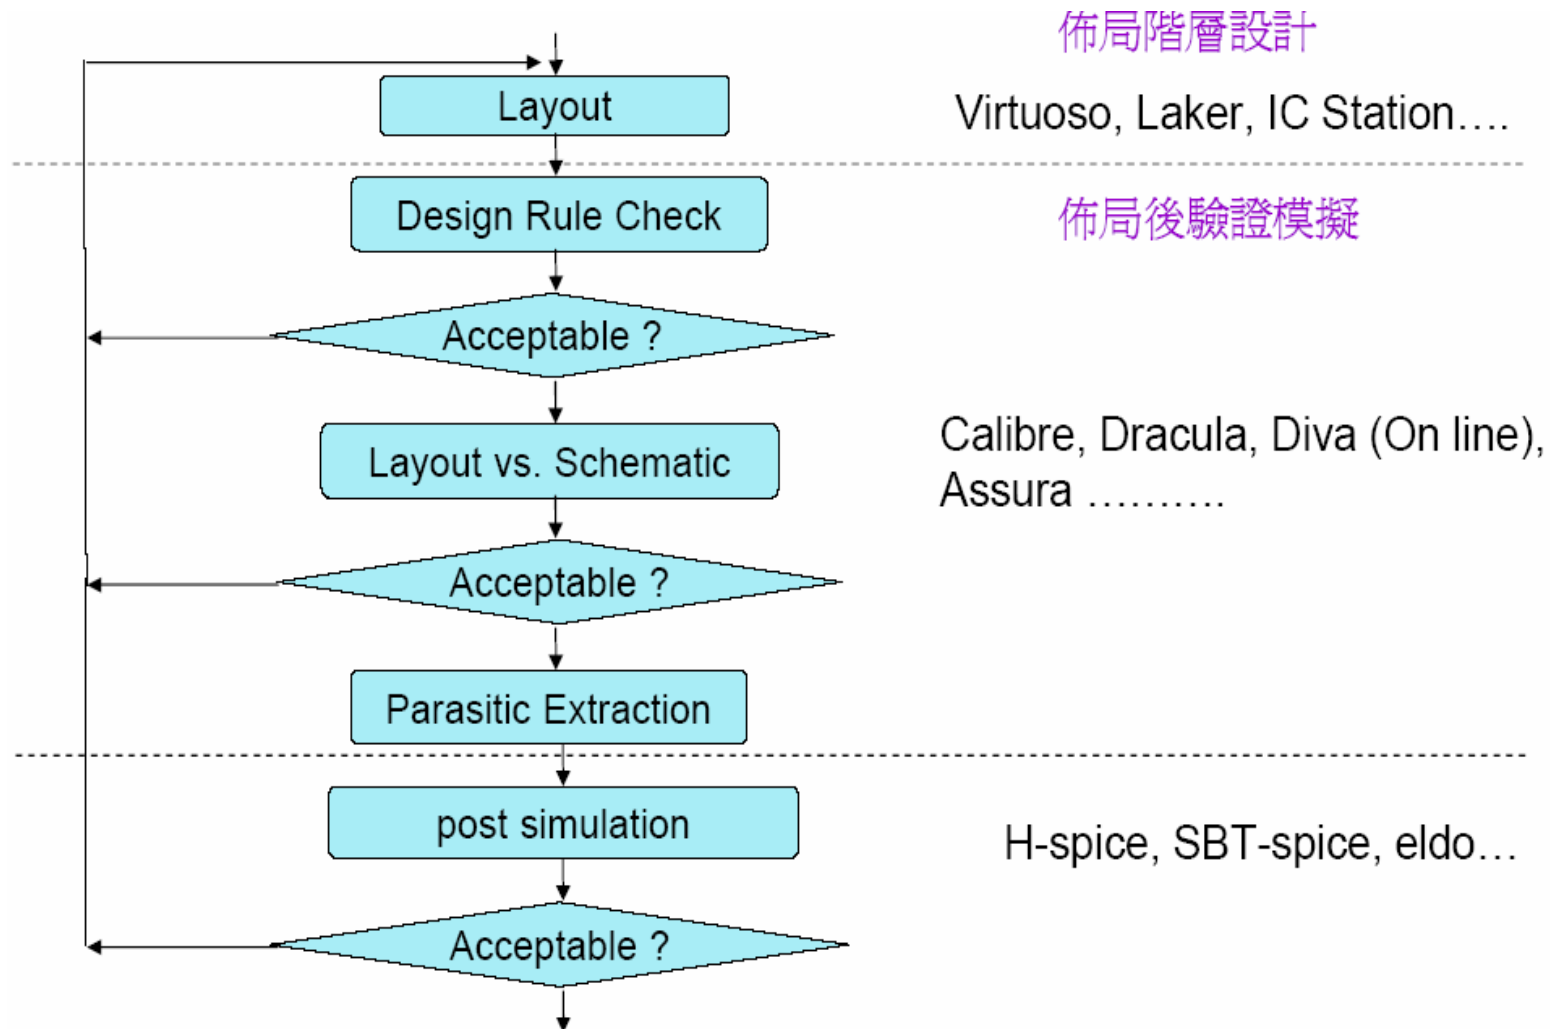 佈局階層設計
Layout
Virtuoso, Laker, IC Station….
Design Rule Check
佈局後驗證模擬
Acceptable ?
Layout vs. Schematic
Calibre, Dracula, Diva (On line),
Assura ……….
Acceptable ?
Parasitic Extraction
post simulation
H-spice, SBT-spice, eldo…
Acceptable ?